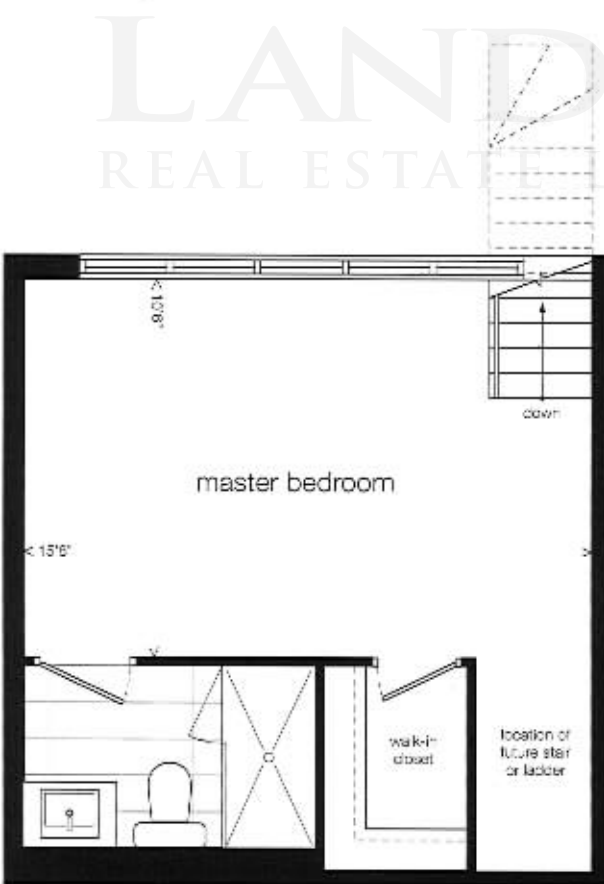 LAND
REAL ESTATE
10'6"
down
master bedroom
15'6"
walk-in
closet
location of
future stair
or ladder